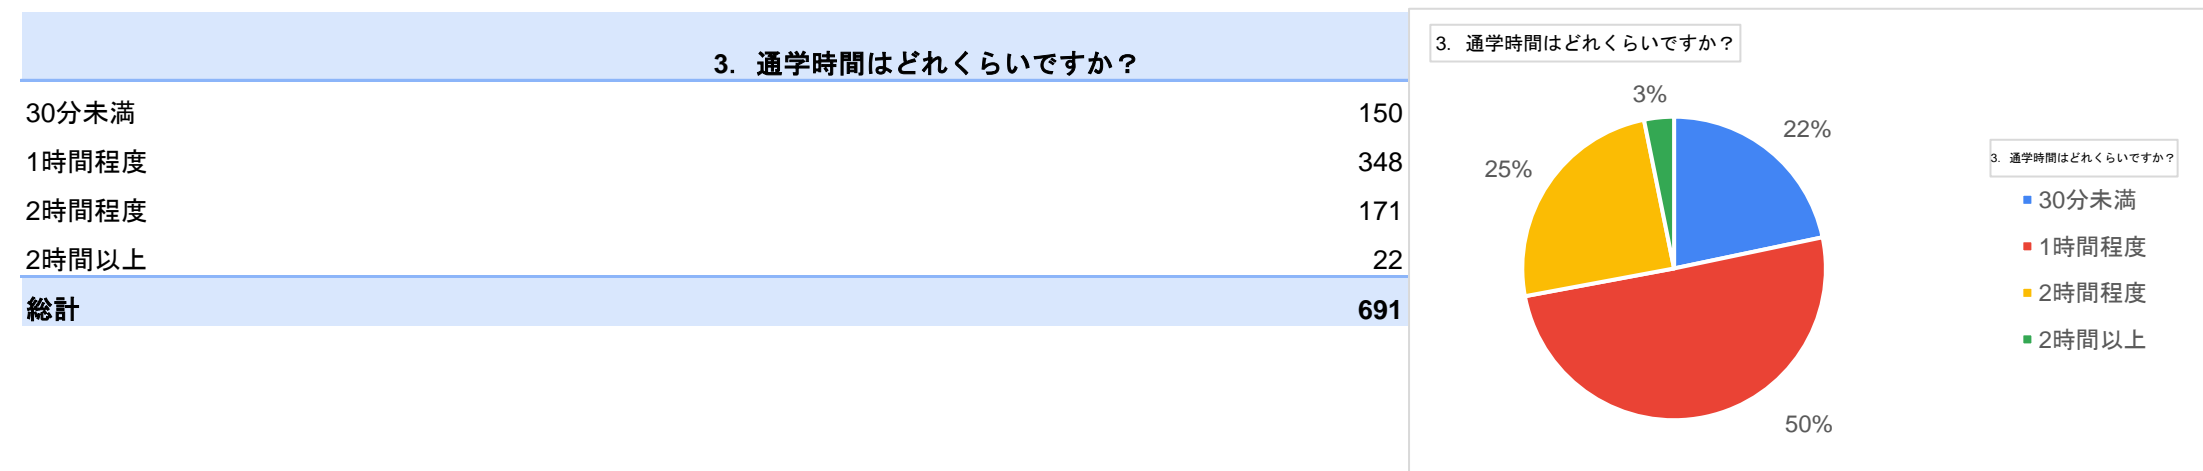 3. 通学時間はどれくらいですか？
30分未満 150
1時間程度 348
2時間程度 171
2時間以上 22
総計 691
3. 通学時間はどれくらいですか？
3%
22%
25%
50%
3. 通学時間はどれくらいですか？
30分未満
1時間程度
2時間程度
2時間以上